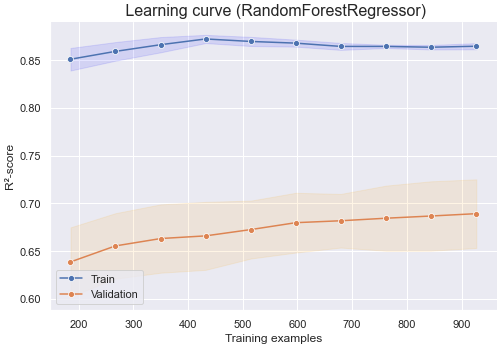 Learning curve (RandomForestRegressor)
R²-score
0.85
0.80
0.75
0.70
0.65
0.60
Train
Validation
200 300 400 500 600 700 800 900
Training examples